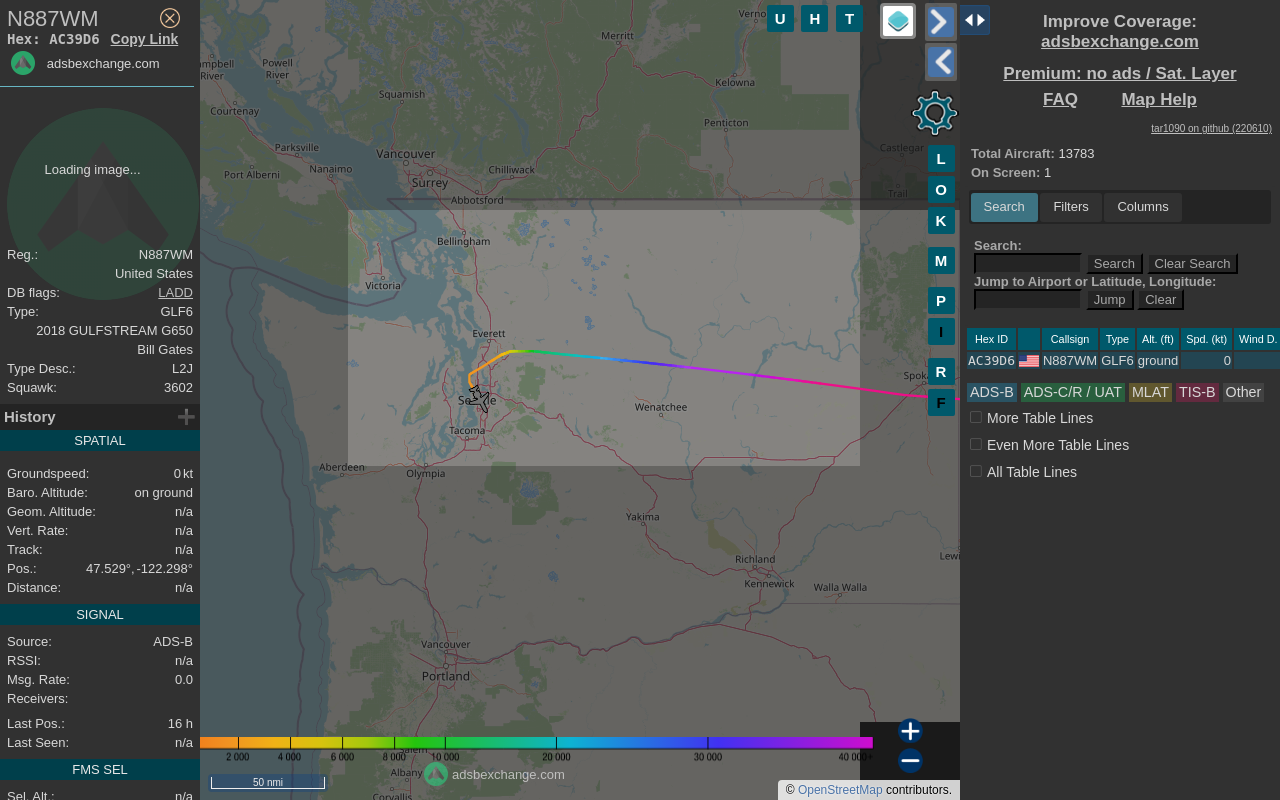 N887WM
Hex: AC39D6 Copy Link
adsbexchange.com
Loading image...
Reg.: N887WM
United States
DB flags: LADD
Type: GLF6
2018 GULFSTREAM G650
Bill Gates
Type Desc.: L2J
Squawk: 3602
History
SPATIAL
Groundspeed: 0 kt
Baro. Altitude: on ground
Geom. Altitude: n/a
Vert. Rate: n/a
Track: n/a
Pos.: 47.529°, -122.298°
Distance: n/a
SIGNAL
Source: ADS-B
RSSI: n/a
Msg. Rate: 0.0
Receivers:
Last Pos.: 16 h
Last Seen: n/a
FMS SEL
Sel. Alt.: n/a
Campbell River
Powell River
Courtenay
Squamish
Merritt
Kelowna
Penticton
Castlegar
Trail
Parksville
Nanaimo
Port Alberni
Vancouver
Surrey
Chilliwack
Abbotsford
Bellingham
Victoria
Everett
Tacoma
Wenatchee
Aberdeen
Olympia
Yakima
Richland
Kennewick
Walla Walla
Vancouver
Portland
Salem
Albany
Corvallis
U H T
L
O
K
M
P
I
R
F
2 000 4 000 6 000 8 000 10 000 20 000 30 000 40 000+
50 nmi
adsbexchange.com
© OpenStreetMap contributors.
Improve Coverage:
adsbexchange.com
Premium: no ads / Sat. Layer
FAQ Map Help
tar1090 on github (220610)
Total Aircraft: 13783
On Screen: 1
Search Filters Columns
Search:
Search Clear Search
Jump to Airport or Latitude, Longitude:
Jump Clear
Hex ID Callsign Type Alt. (ft) Spd. (kt) Wind D.
AC39D6 N887WM GLF6 ground 0
ADS-B ADS-C/R / UAT MLAT TIS-B Other
More Table Lines
Even More Table Lines
All Table Lines